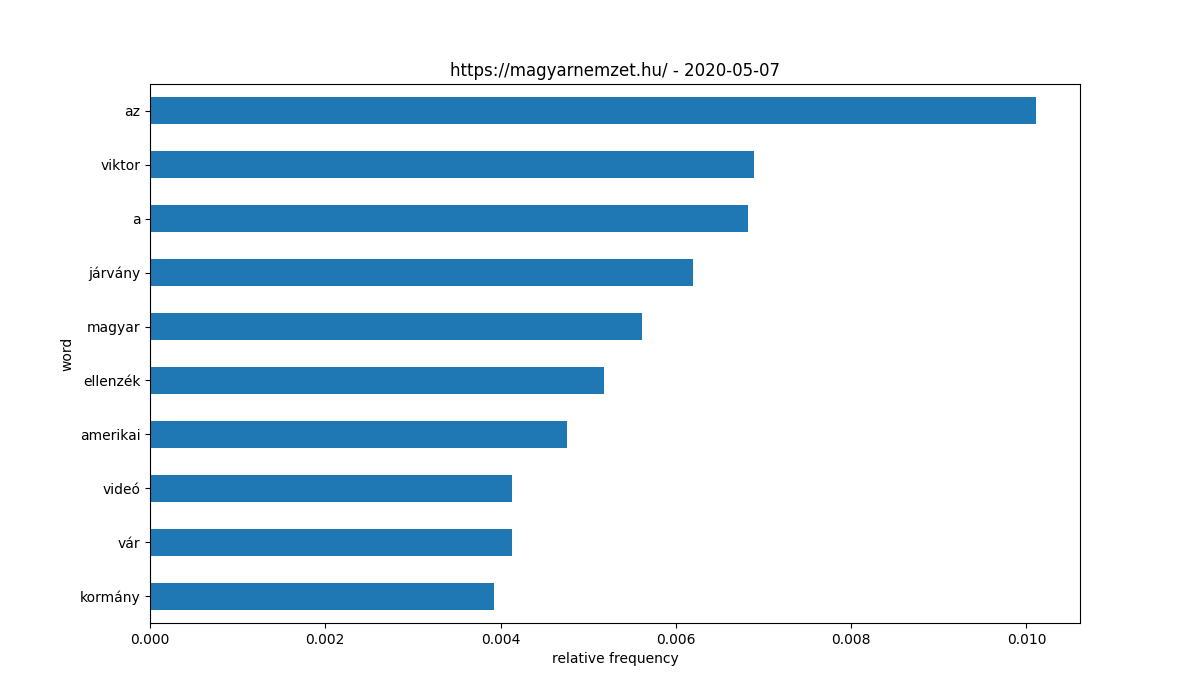 https://magyarnemzet.hu/ - 2020-05-07
az
viktor
a
járvány
magyar
ellenzék
amerikai
videó
vár
kormány
word
0.000 0.002 0.004 0.006 0.008 0.010
relative frequency